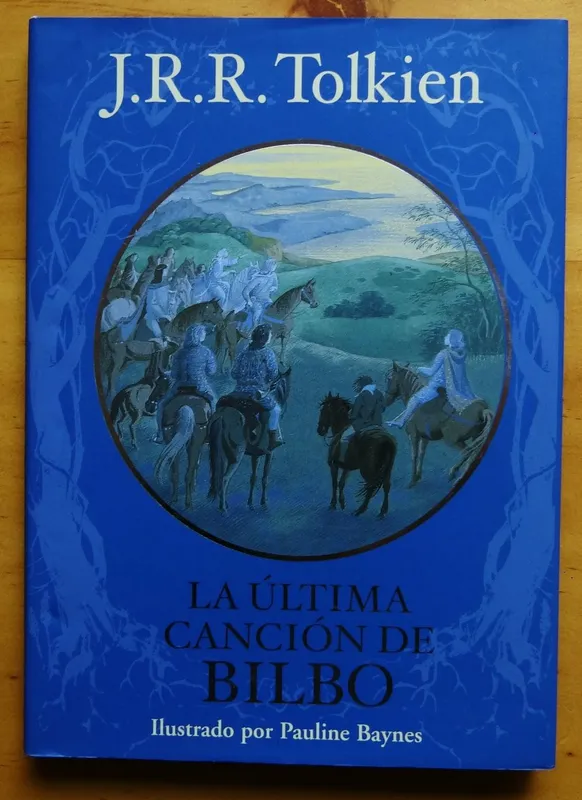 J.R.R. Tolkien
LA ÚLTIMA
CANCIÓN DE
BILBO
Ilustrado por Pauline Baynes